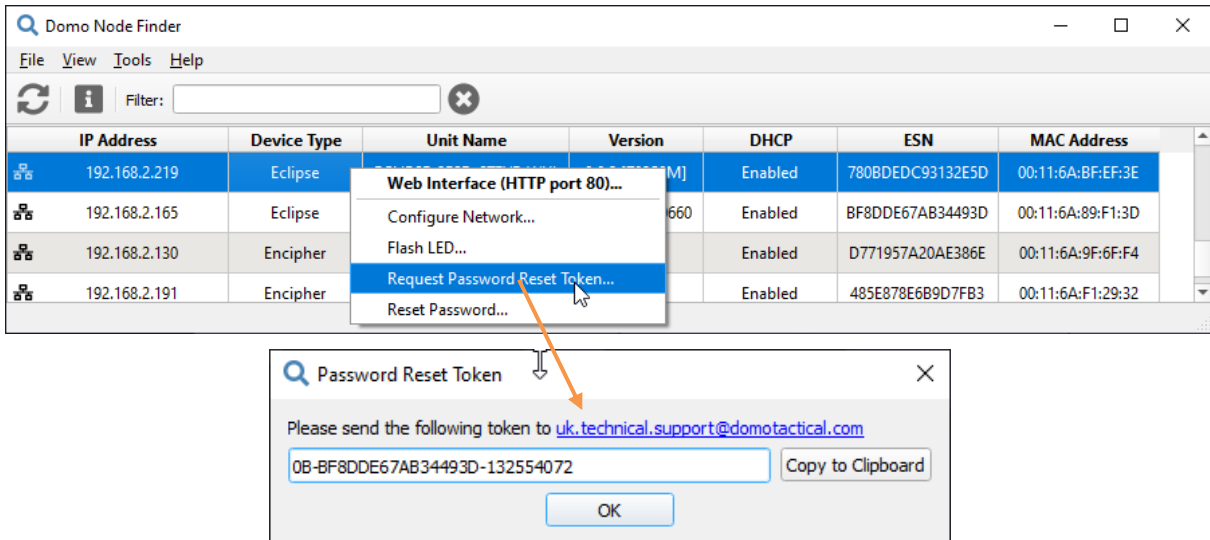 Domo Node Finder
File View Tools Help
Filter:
IP Address Device Type Unit Name Version DHCP ESN MAC Address
192.168.2.219 Eclipse M] Enabled 780BDEDC93132E5D 00:11:6A:BF:EF:3E
Web Interface (HTTP port 80)...
192.168.2.165 Eclipse 660 Enabled BF8DDE67AB34493D 00:11:6A:89:F1:3D
Configure Network...
Flash LED...
192.168.2.130 Encipher Enabled D771957A20AE386E 00:11:6A:9F:6F:F4
Request Password Reset Token...
192.168.2.191 Encipher Enabled 485E878E6B9D7FB3 00:11:6A:F1:29:32
Reset Password...
Password Reset Token
Please send the following token to uk.technical.support@domotactical.com
0B-BF8DDE67AB34493D-132554072 Copy to Clipboard
OK